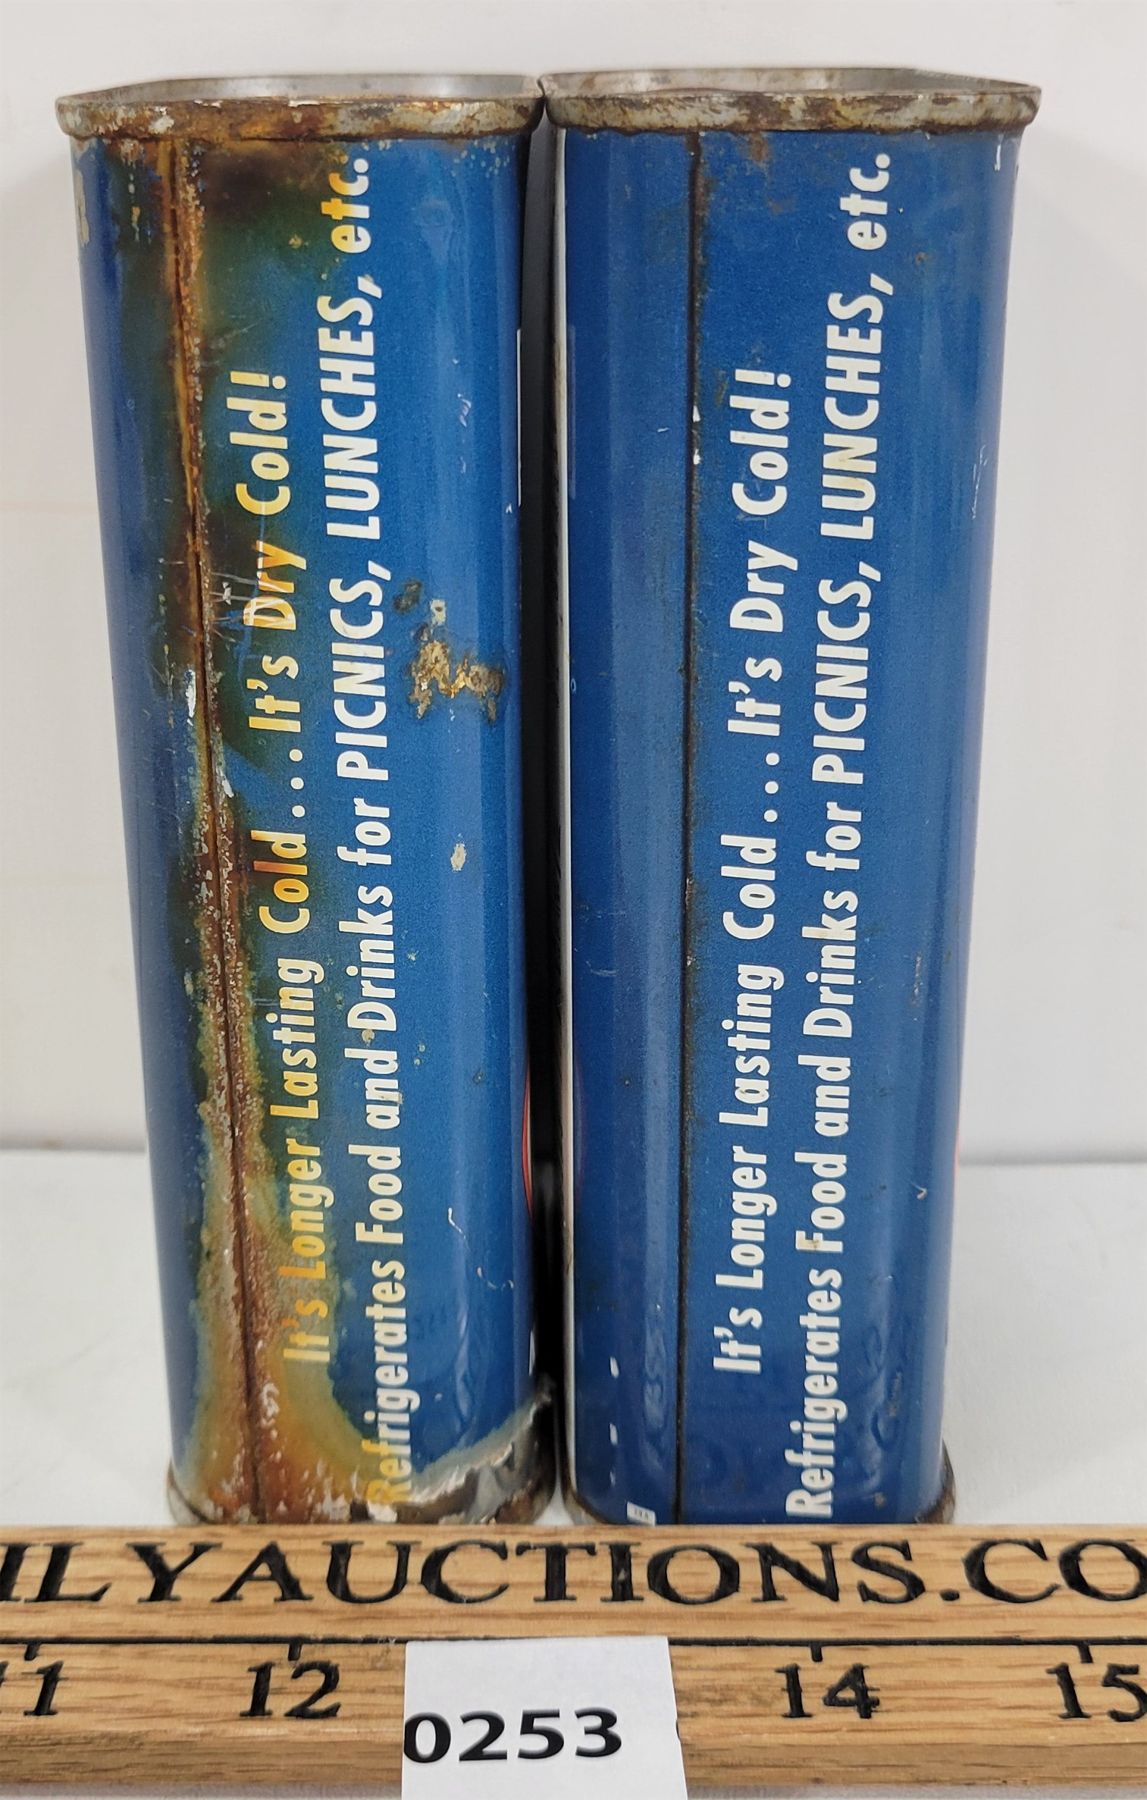 It's Longer Lasting Cold...It's Dry Cold!
Refrigerates Food and Drinks for PICNICS, LUNCHES, etc.
It's Longer Lasting Cold...It's Dry Cold!
Refrigerates Food and Drinks for PICNICS, LUNCHES, etc.
ILYAUCTIONS.CO
11 12 14 15
0253